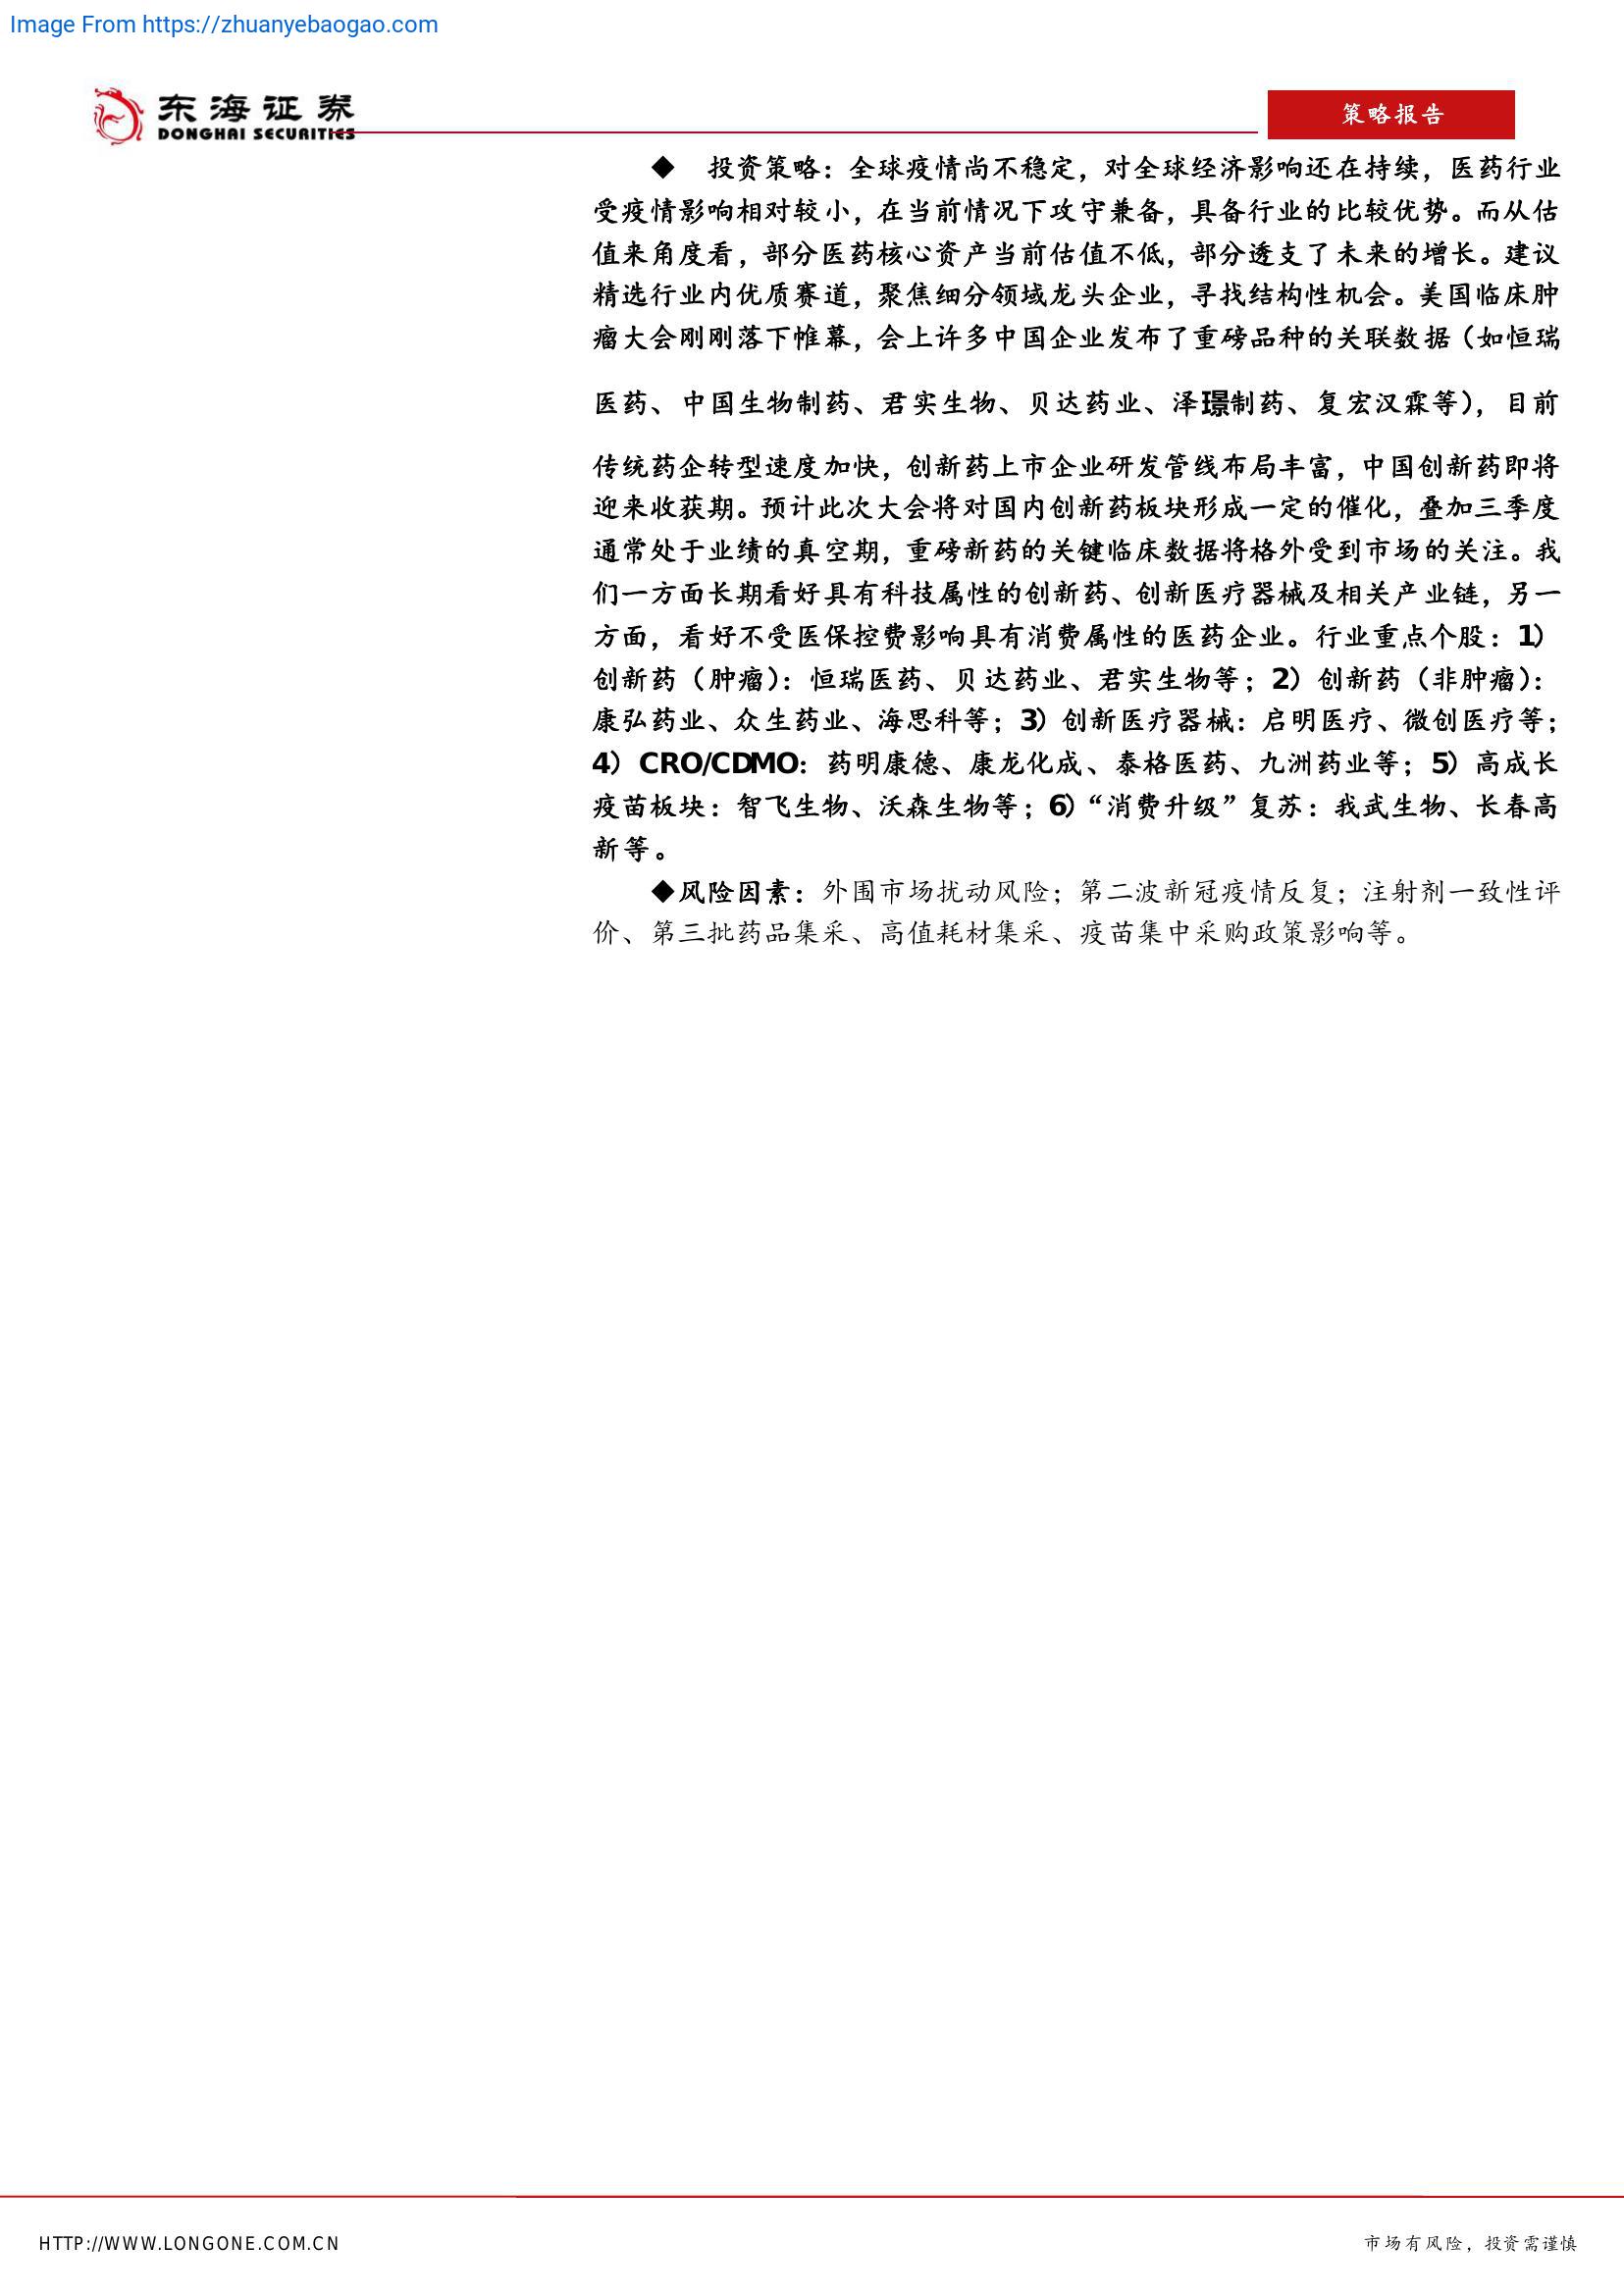 Image From https://zhuanyebaogao.com
东海证券
DONGHAI SECURITIES
策略报告
◆ 投资策略：全球疫情尚不稳定，对全球经济影响还在持续，医药行业
受疫情影响相对较小，在当前情况下攻守兼备，具备行业的比较优势。而从估
值来角度看，部分医药核心资产当前估值不低，部分透支了未来的增长。建议
精选行业内优质赛道，聚焦细分领域龙头企业，寻找结构性机会。美国临床肿
瘤大会刚刚落下帷幕，会上许多中国企业发布了重磅品种的关联数据（如恒瑞
医药、中国生物制药、君实生物、贝达药业、泽璟制药、复宏汉霖等），目前
传统药企转型速度加快，创新药上市企业研发管线布局丰富，中国创新药即将
迎来收获期。预计此次大会将对国内创新药板块形成一定的催化，叠加三季度
通常处于业绩的真空期，重磅新药的关键临床数据将格外受到市场的关注。我
们一方面长期看好具有科技属性的创新药、创新医疗器械及相关产业链，另一
方面，看好不受医保控费影响具有消费属性的医药企业。行业重点个股：1）
创新药（肿瘤）：恒瑞医药、贝达药业、君实生物等；2）创新药（非肿瘤）：
康弘药业、众生药业、海思科等；3）创新医疗器械：启明医疗、微创医疗等；
4）CRO/CDMO：药明康德、康龙化成、泰格医药、九洲药业等；5）高成长
疫苗板块：智飞生物、沃森生物等；6）“消费升级”复苏：我武生物、长春高
新等。
◆风险因素：外围市场扰动风险；第二波新冠疫情反复；注射剂一致性评
价、第三批药品集采、高值耗材集采、疫苗集中采购政策影响等。
HTTP://WWW.LONGONE.COM.CN
市场有风险，投资需谨慎